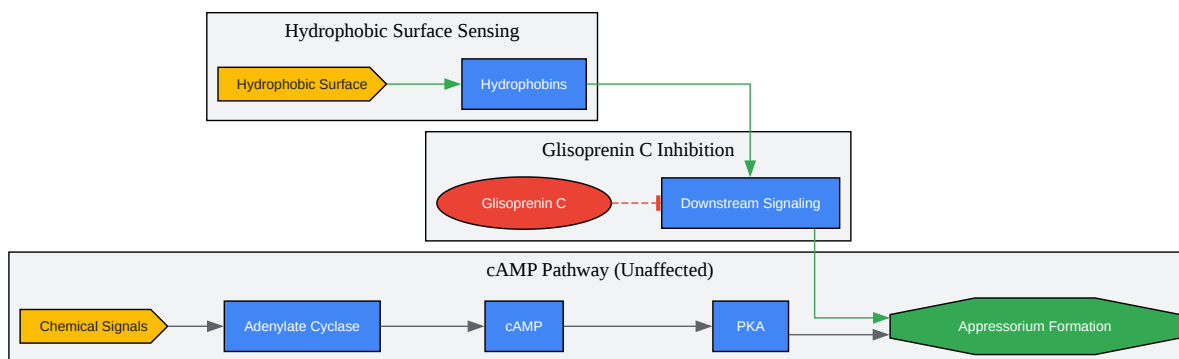 Hydrophobic Surface Sensing
Hydrophobic Surface
Hydrophobins
Glisoprenin C Inhibition
Glisoprenin C
Downstream Signaling
cAMP Pathway (Unaffected)
Chemical Signals
Adenylate Cyclase
cAMP
PKA
Appressorium Formation